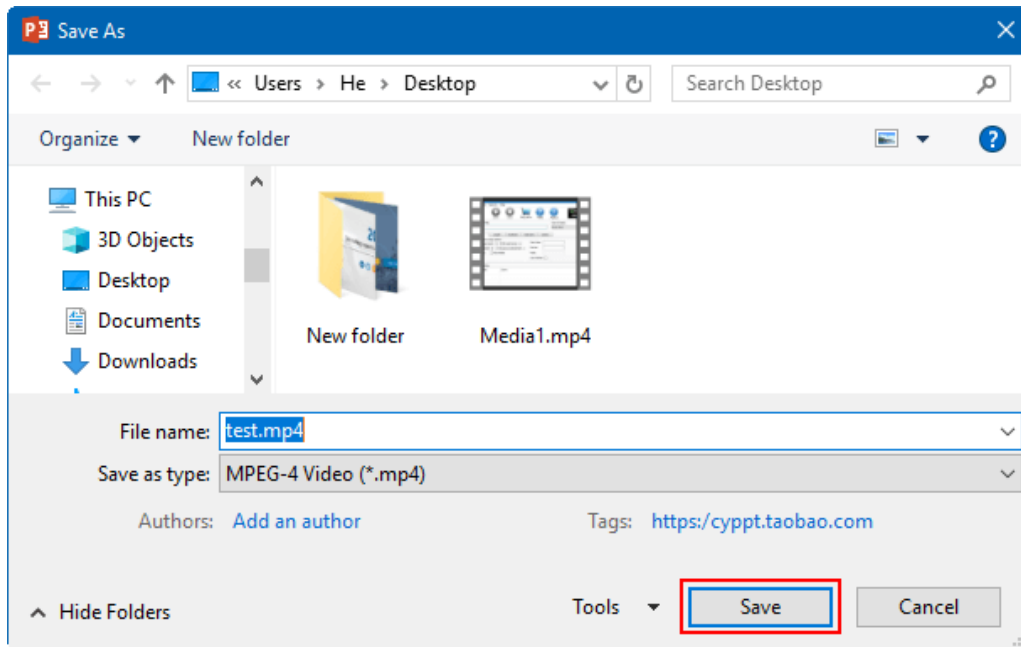 Save As
« Users > He > Desktop
Search Desktop
Organize
New folder
This PC
3D Objects
Desktop
Documents
Downloads
New folder
Media1.mp4
File name: test.mp4
Save as type: MPEG-4 Video (*.mp4)
Authors: Add an author
Tags: https:/cyppt.taobao.com
Hide Folders
Tools
Save
Cancel